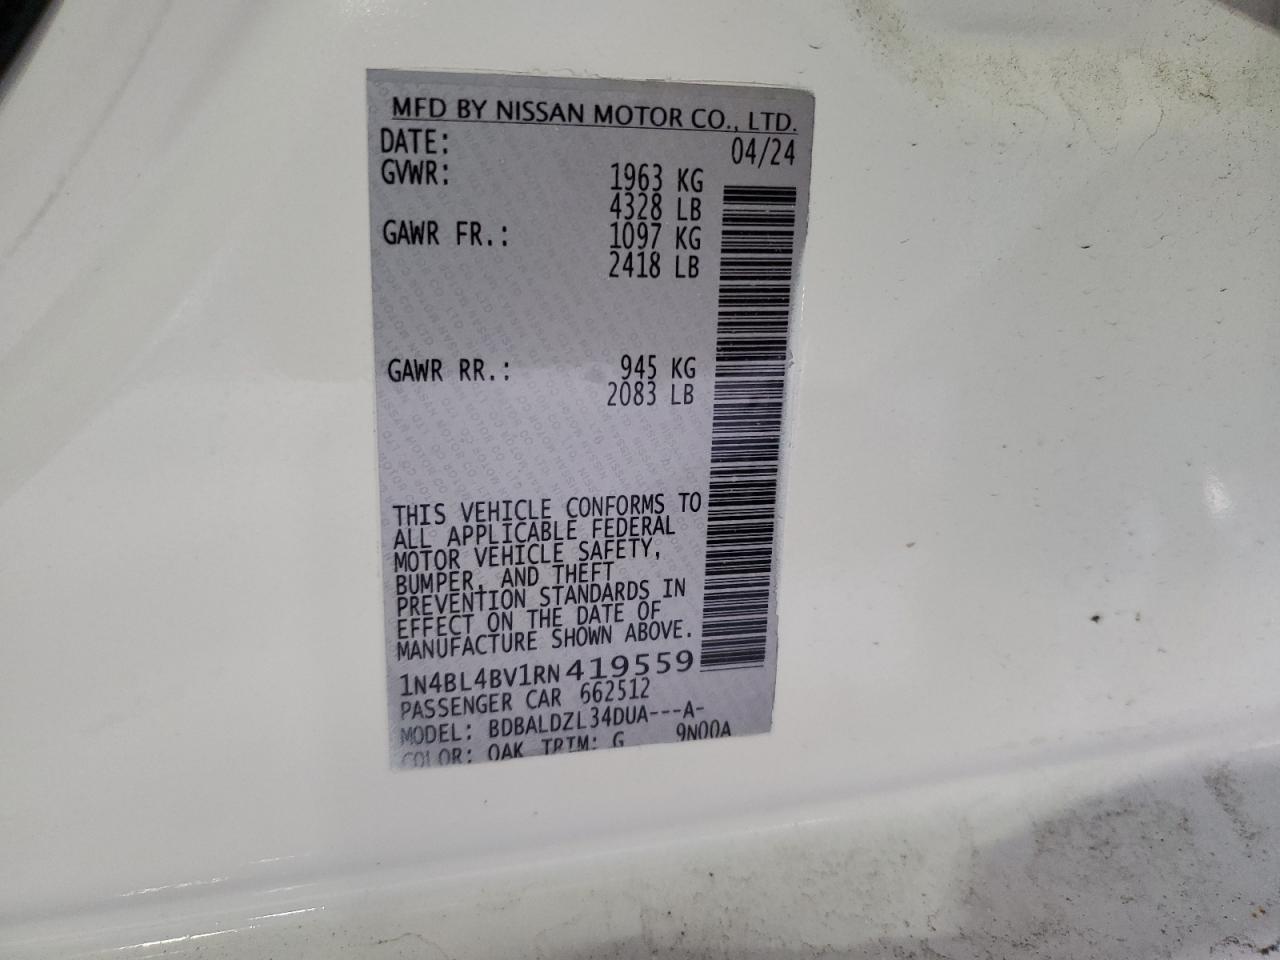 MFD BY NISSAN MOTOR CO., LTD.
DATE: 04/24
GVWR: 1963 KG
4328 LB
GAWR FR.: 1097 KG
2418 LB
GAWR RR.: 945 KG
2083 LB
THIS VEHICLE CONFORMS TO
ALL APPLICABLE FEDERAL
MOTOR VEHICLE SAFETY,
BUMPER, AND THEFT
PREVENTION STANDARDS IN
EFFECT ON THE DATE OF
MANUFACTURE SHOWN ABOVE.
1N4BL4BV1RN419559
PASSENGER CAR 662512
MODEL: BDBALDZL34DUA---A-
COLOR: QAK TRIM: G 9N00A